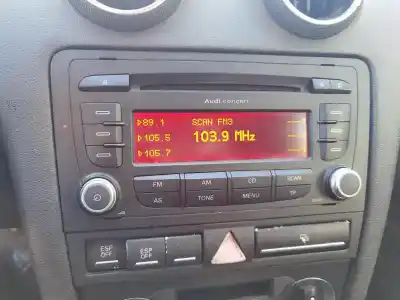 Audi concert
89.1 SCAN FM3
105.5 103.9 MHz
105.7
FM AM CD SCAN
AS TONE MENU TP
ESP OFF
ESP OFF